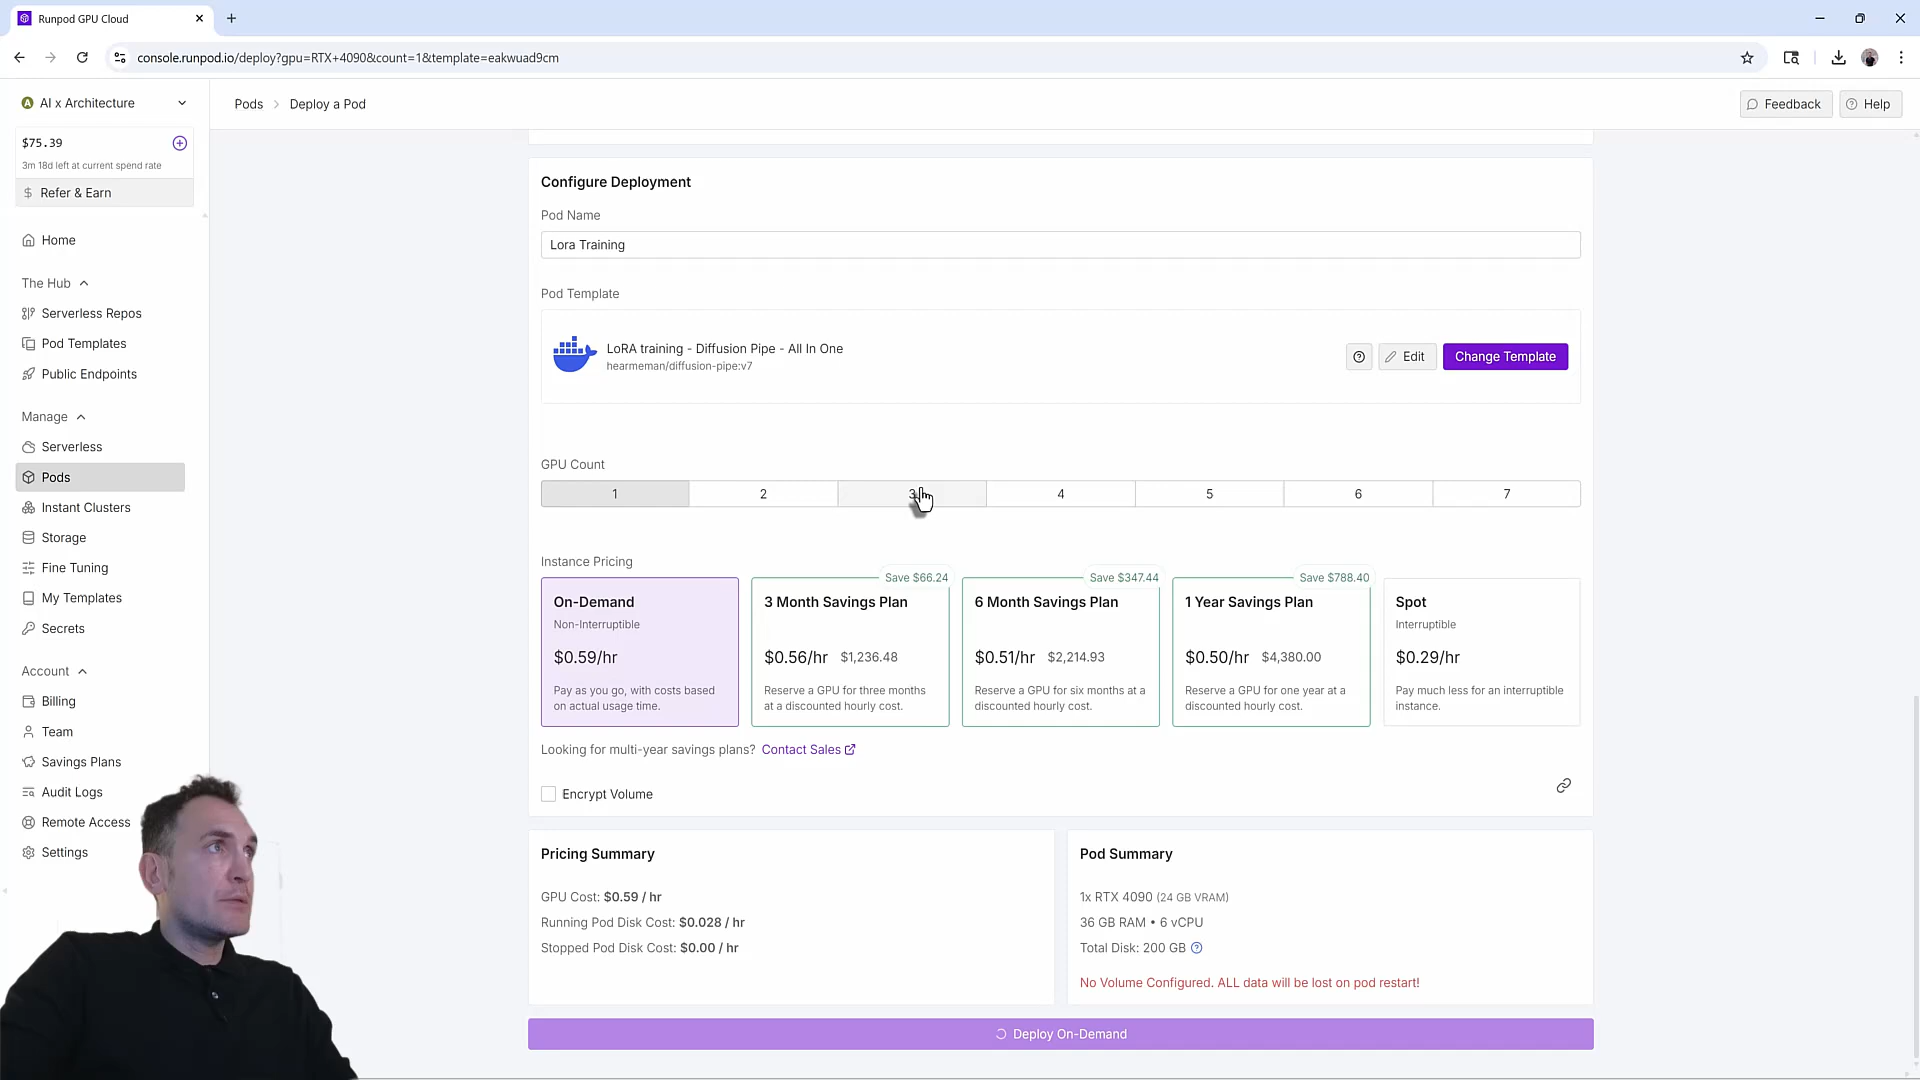 Runpod GPU Cloud
console.runpod.io/deploy?gpu=RTX+4090&count=1&template=eakwuad9cm
A AI x Architecture
$75.39
3m 18d left at current spend rate
$ Refer & Earn
Home
The Hub
Serverless Repos
Pod Templates
Public Endpoints
Manage
Serverless
Pods
Instant Clusters
Storage
Fine Tuning
My Templates
Secrets
Account
Billing
Team
Savings Plans
Audit Logs
Remote Access
Settings
Pods > Deploy a Pod
Feedback
Help
Configure Deployment
Pod Name
Lora Training
Pod Template
LoRA training - Diffusion Pipe - All In One
hearmeman/diffusion-pipe:v7
Edit
Change Template
GPU Count
1 2 3 4 5 6 7
Instance Pricing
On-Demand
Non-Interruptible
$0.59/hr
Pay as you go, with costs based
on actual usage time.
Save $66.24
3 Month Savings Plan
$0.56/hr $1,236.48
Reserve a GPU for three months
at a discounted hourly cost.
Save $347.44
6 Month Savings Plan
$0.51/hr $2,214.93
Reserve a GPU for six months at a
discounted hourly cost.
Save $788.40
1 Year Savings Plan
$0.50/hr $4,380.00
Reserve a GPU for one year at a
discounted hourly cost.
Spot
Interruptible
$0.29/hr
Pay much less for an interruptible
instance.
Looking for multi-year savings plans? Contact Sales
Encrypt Volume
Pricing Summary
GPU Cost: $0.59 / hr
Running Pod Disk Cost: $0.028 / hr
Stopped Pod Disk Cost: $0.00 / hr
Pod Summary
1x RTX 4090 (24 GB VRAM)
36 GB RAM • 6 vCPU
Total Disk: 200 GB
No Volume Configured. ALL data will be lost on pod restart!
Deploy On-Demand